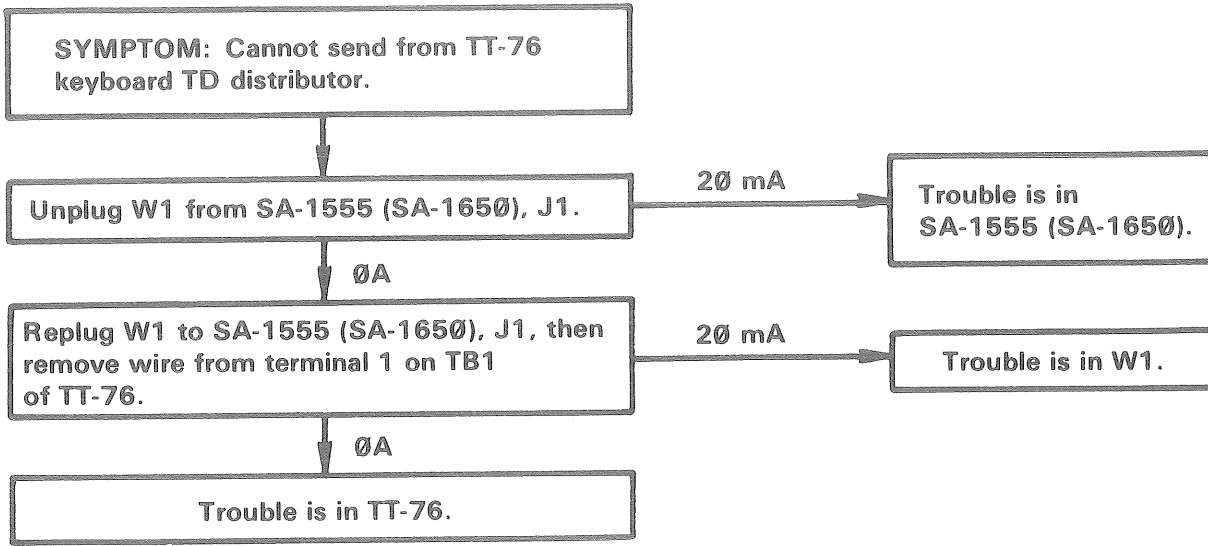 SYMPTOM: Cannot send from TT-76
keyboard TD distributor.
Unplug W1 from SA-1555 (SA-165Ø), J1.
2Ø mA
Trouble is in
SA-1555 (SA-165Ø).
ØA
Replug W1 to SA-1555 (SA-165Ø), J1, then
remove wire from terminal 1 on TB1
of TT-76.
2Ø mA
Trouble is in W1.
ØA
Trouble is in TT-76.